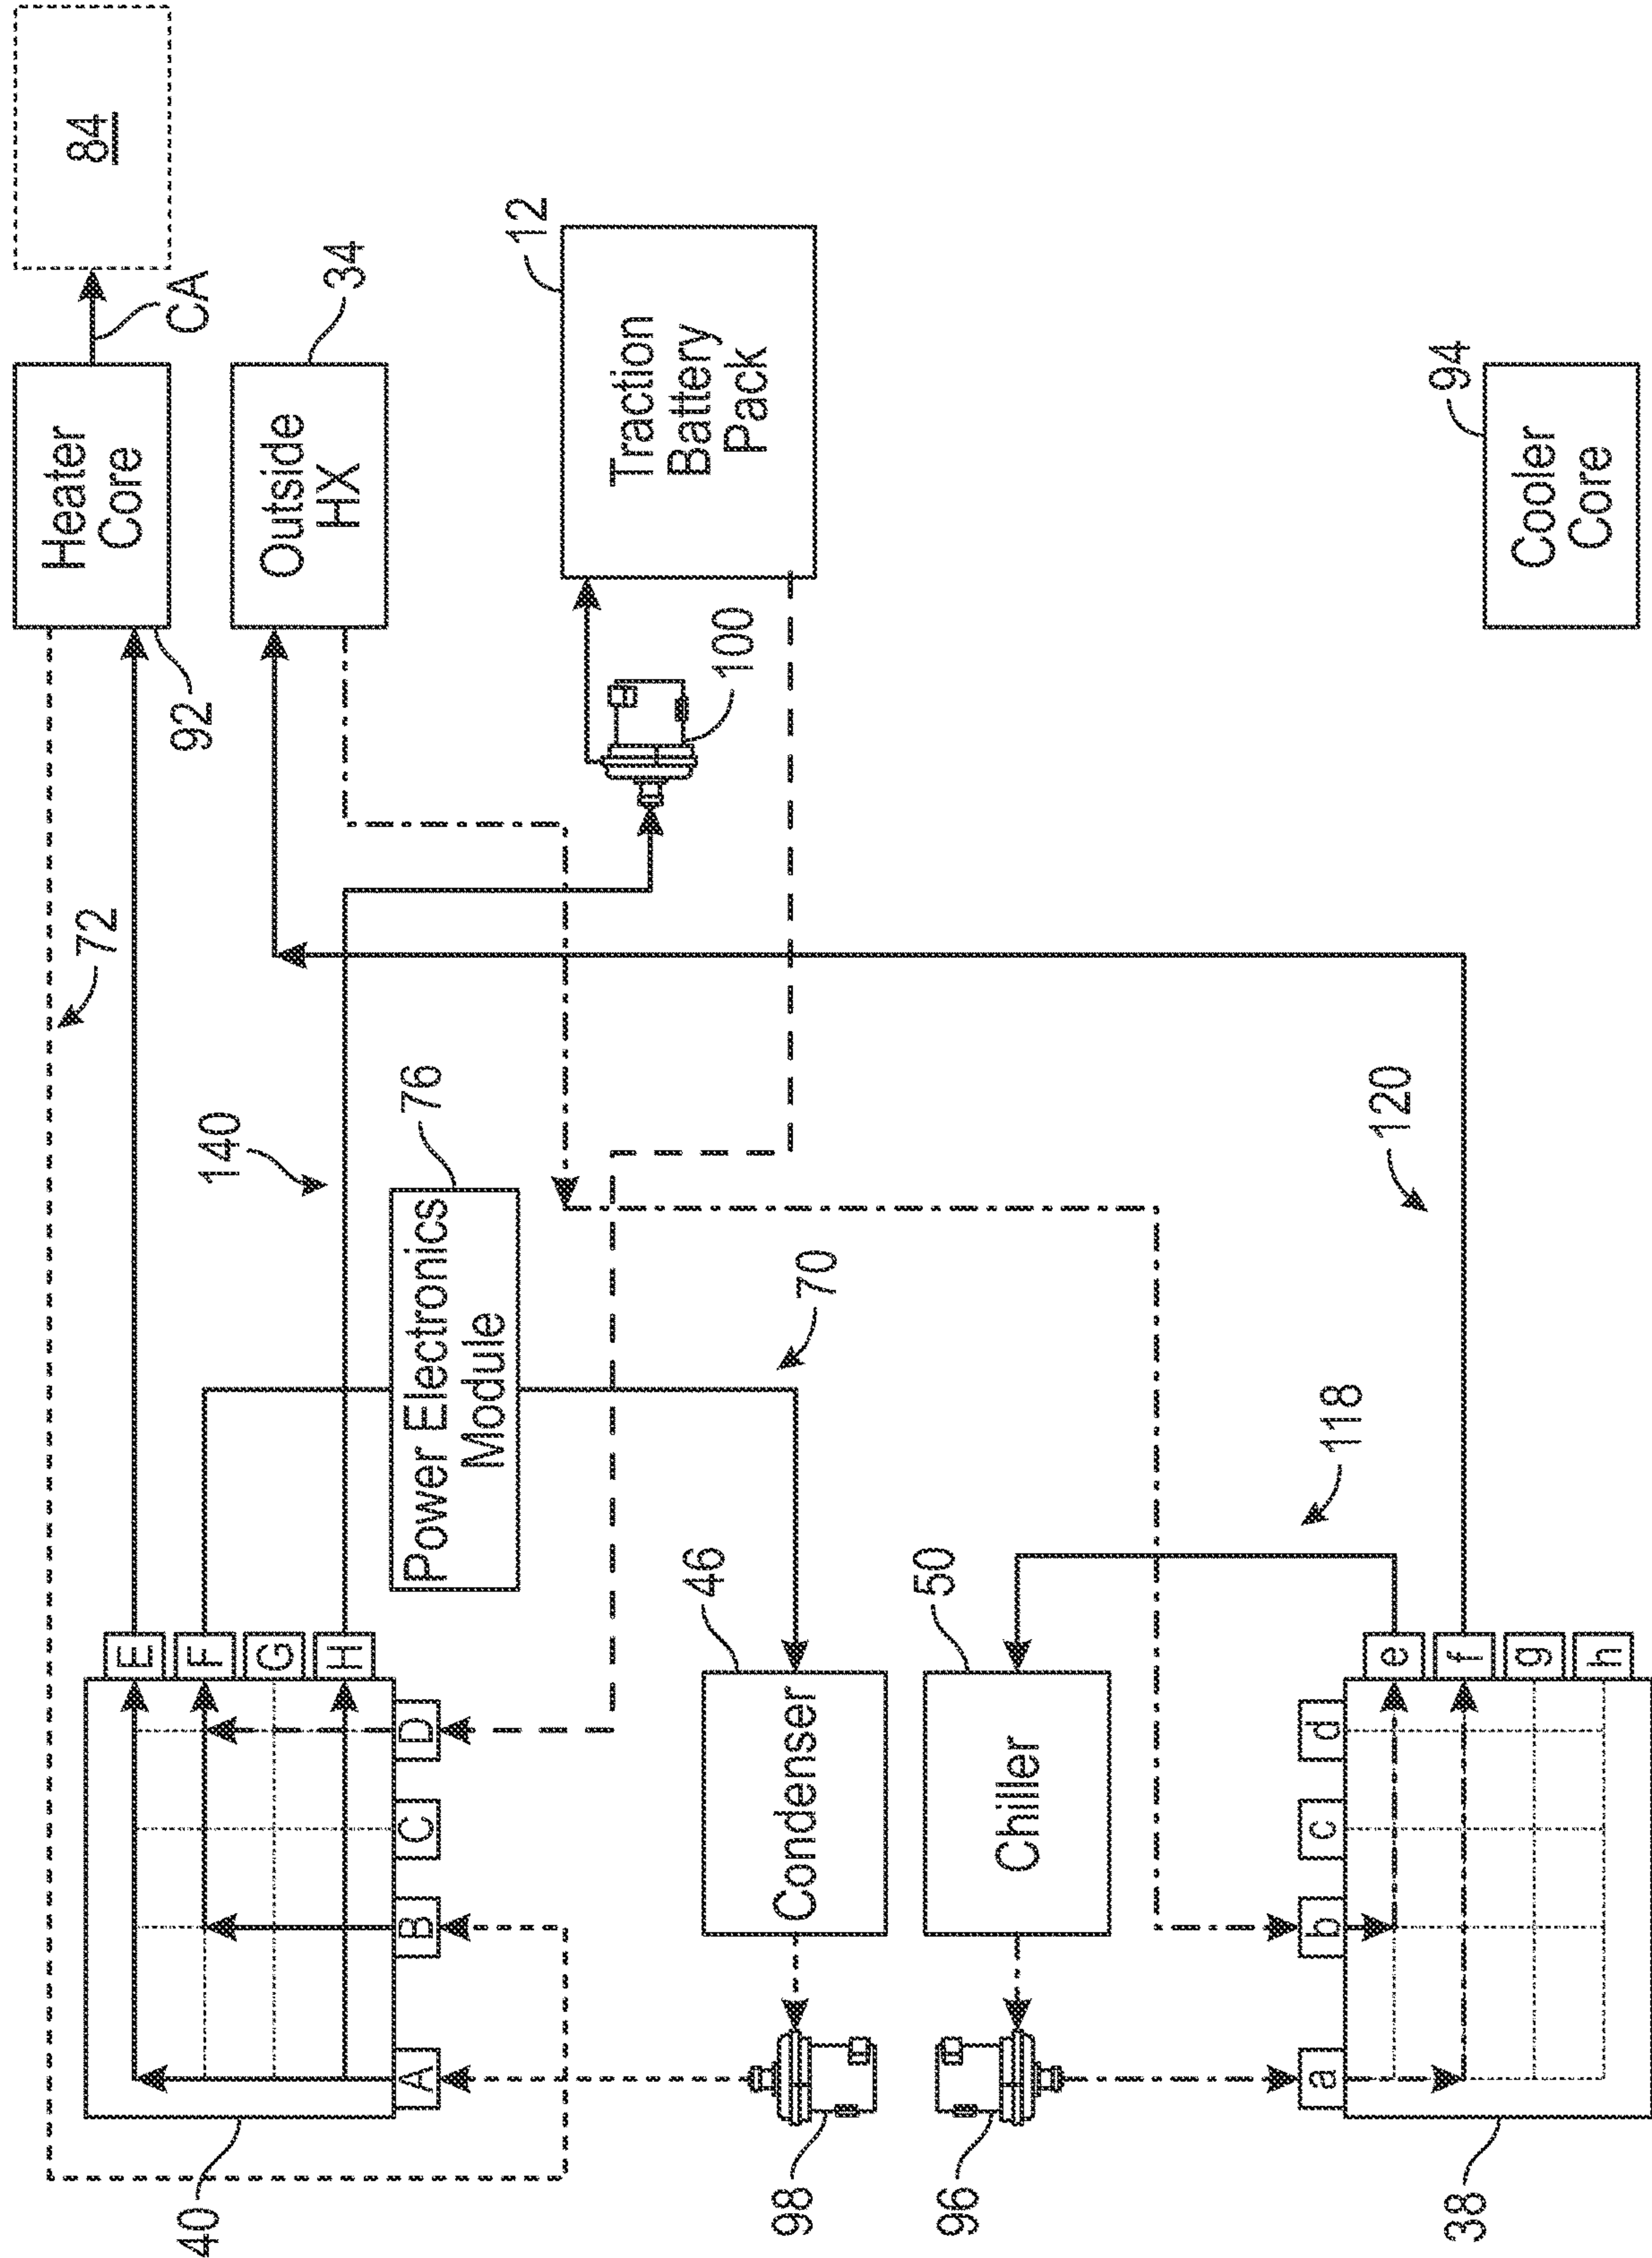 84
CA
Heater
Core
92
72
34
Outside
HX
12
Traction
Battery
Pack
100
94
Cooler
Core
140
76
Power Electronics
Module
70
120
118
E
F
G
H
A
B
C
D
40
46
Condenser
98
50
Chiller
96
a
b
c
d
e
f
g
h
38